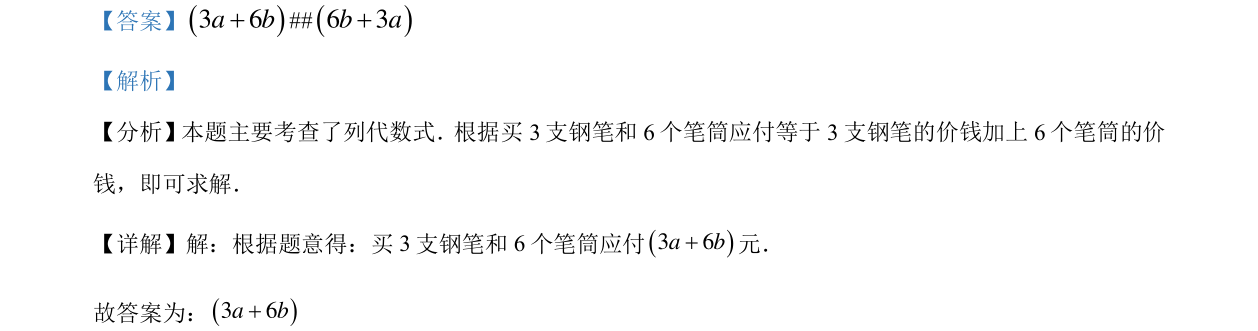 【答案】(3a+6b)##(6b+3a)
【解析】
【分析】本题主要考查了列代数式．根据买 3 支钢笔和 6 个笔筒应付等于 3 支钢笔的价钱加上 6 个笔筒的价
钱，即可求解．
【详解】解：根据题意得：买 3 支钢笔和 6 个笔筒应付(3a+6b)元．
故答案为：(3a+6b)